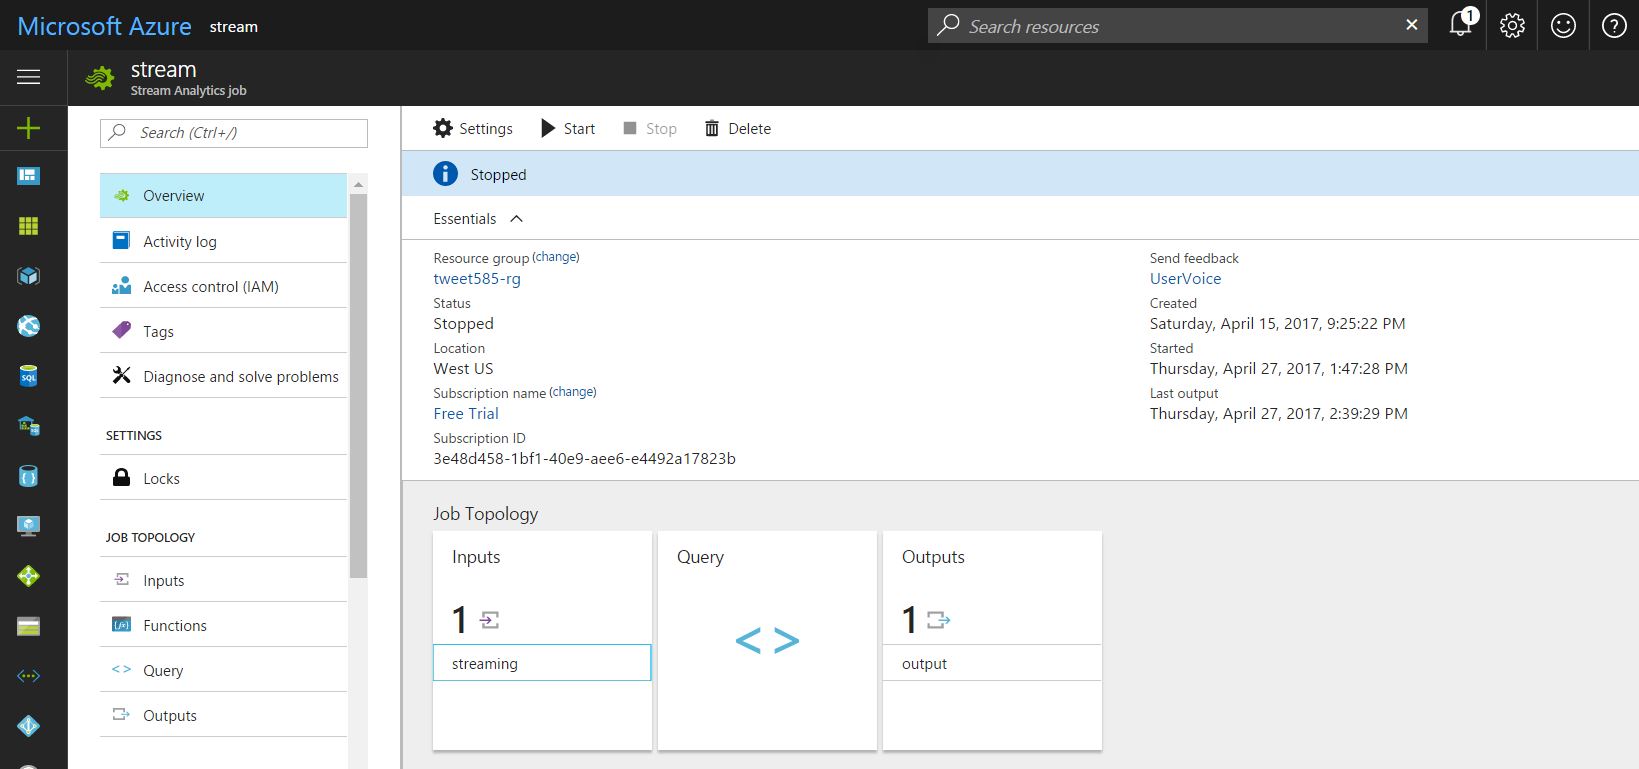 Microsoft Azure stream
Search resources
1
stream
Stream Analytics job
Search (Ctrl+/)
Overview
Activity log
Access control (IAM)
Tags
Diagnose and solve problems
SETTINGS
Locks
JOB TOPOLOGY
Inputs
Functions
Query
Outputs
Settings Start Stop Delete
Stopped
Essentials
Resource group (change)
tweet585-rg
Status
Stopped
Location
West US
Subscription name (change)
Free Trial
Subscription ID
3e48d458-1bf1-40e9-aee6-e4492a17823b
Send feedback
UserVoice
Created
Saturday, April 15, 2017, 9:25:22 PM
Started
Thursday, April 27, 2017, 1:47:28 PM
Last output
Thursday, April 27, 2017, 2:39:29 PM
Job Topology
Inputs
1
streaming
Query
< >
Outputs
1
output
SQL